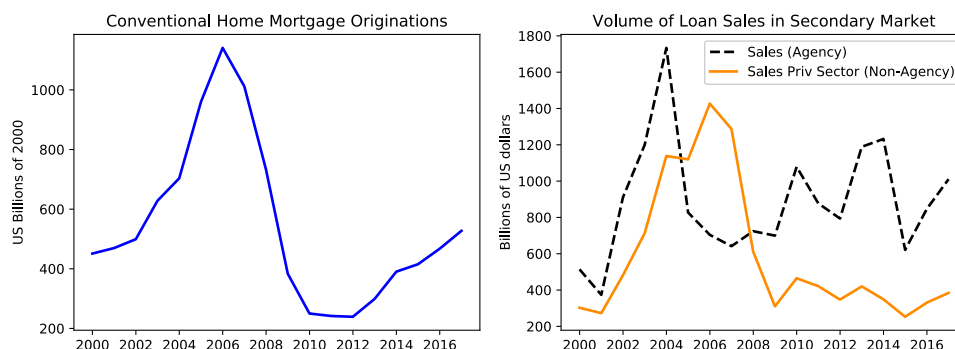 Conventional Home Mortgage Originations
US Billions of 2000
1000
800
600
400
200
2000 2002 2004 2006 2008 2010 2012 2014 2016
Volume of Loan Sales in Secondary Market
Sales (Agency)
Sales Priv Sector (Non-Agency)
Billions of US dollars
1800
1600
1400
1200
1000
800
600
400
200
2000 2002 2004 2006 2008 2010 2012 2014 2016